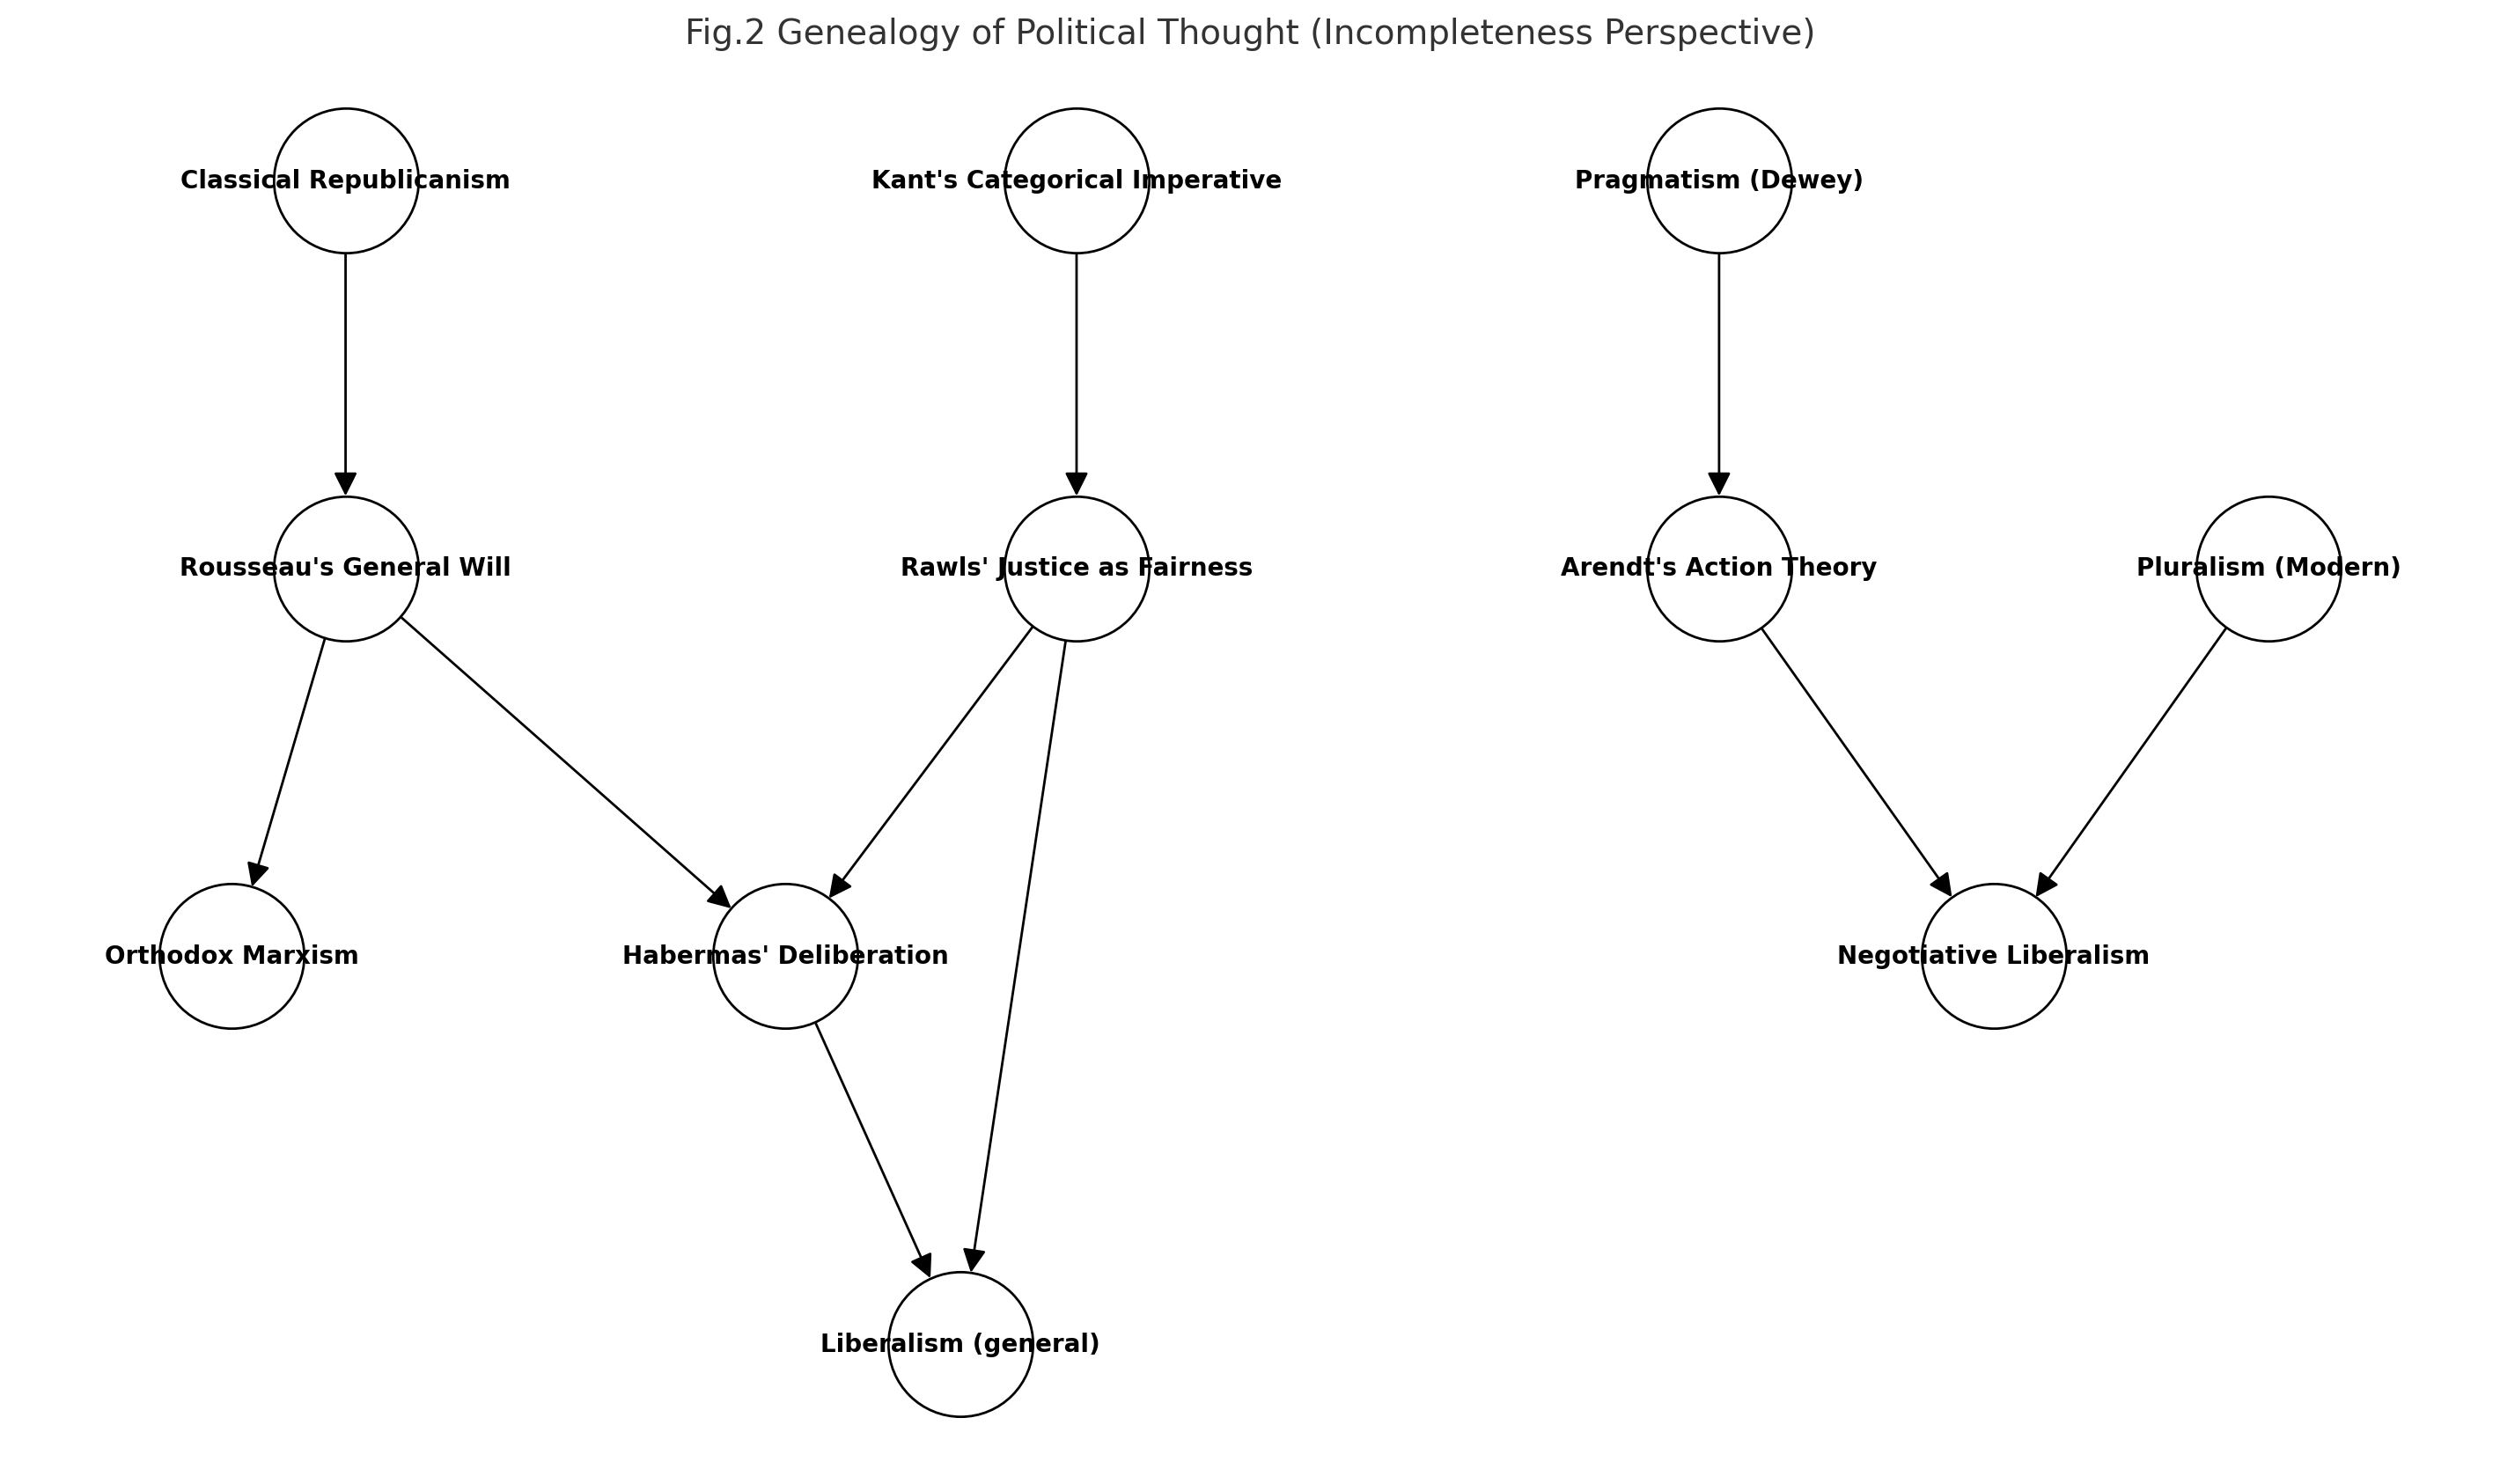 Fig.2 Genealogy of Political Thought (Incompleteness Perspective)
Classical Republicanism
Kant's Categorical Imperative
Pragmatism (Dewey)
Rousseau's General Will
Rawls' Justice as Fairness
Arendt's Action Theory
Pluralism (Modern)
Orthodox Marxism
Habermas' Deliberation
Negotiative Liberalism
Liberalism (general)